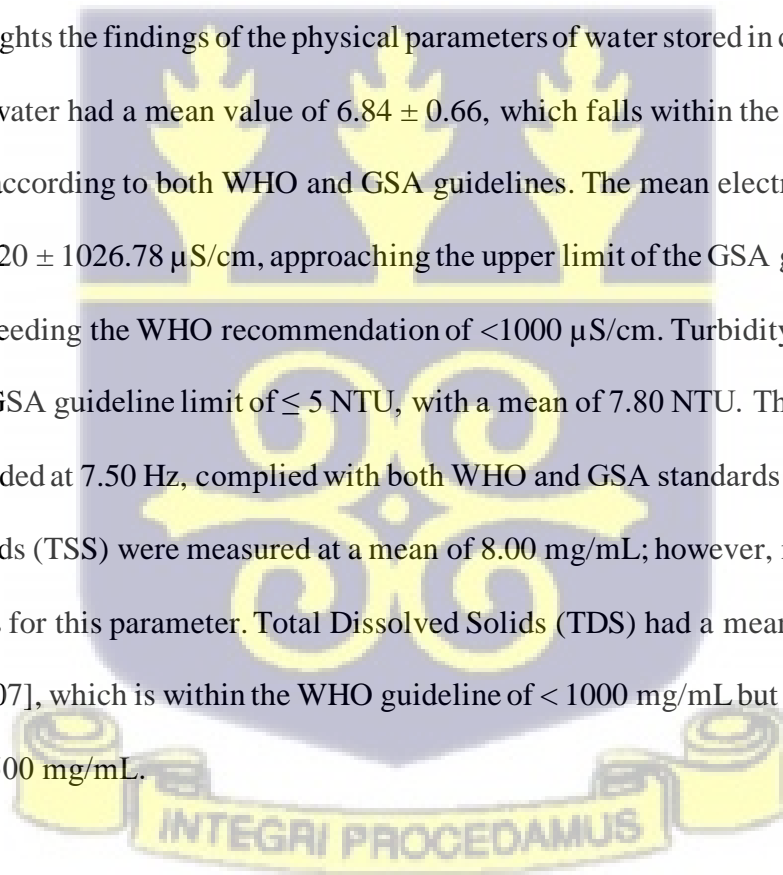 ghts the findings of the physical parameters of water stored in
water had a mean value of 6.84 ± 0.66, which falls within the
according to both WHO and GSA guidelines. The mean
20 ± 1026.78 µS/cm, approaching the upper limit of the GSA
eeding the WHO recommendation of <1000 µS/cm. Turbidity
GSA guideline limit of ≤ 5 NTU, with a mean of 7.80 NTU.
ded at 7.50 Hz, complied with both WHO and GSA standards
ds (TSS) were measured at a mean of 8.00 mg/mL; however,
for this parameter. Total Dissolved Solids (TDS) had a mean
07], which is within the WHO guideline of < 1000 mg/mL but
00 mg/mL.
INTEGRI PROCEDAMUS